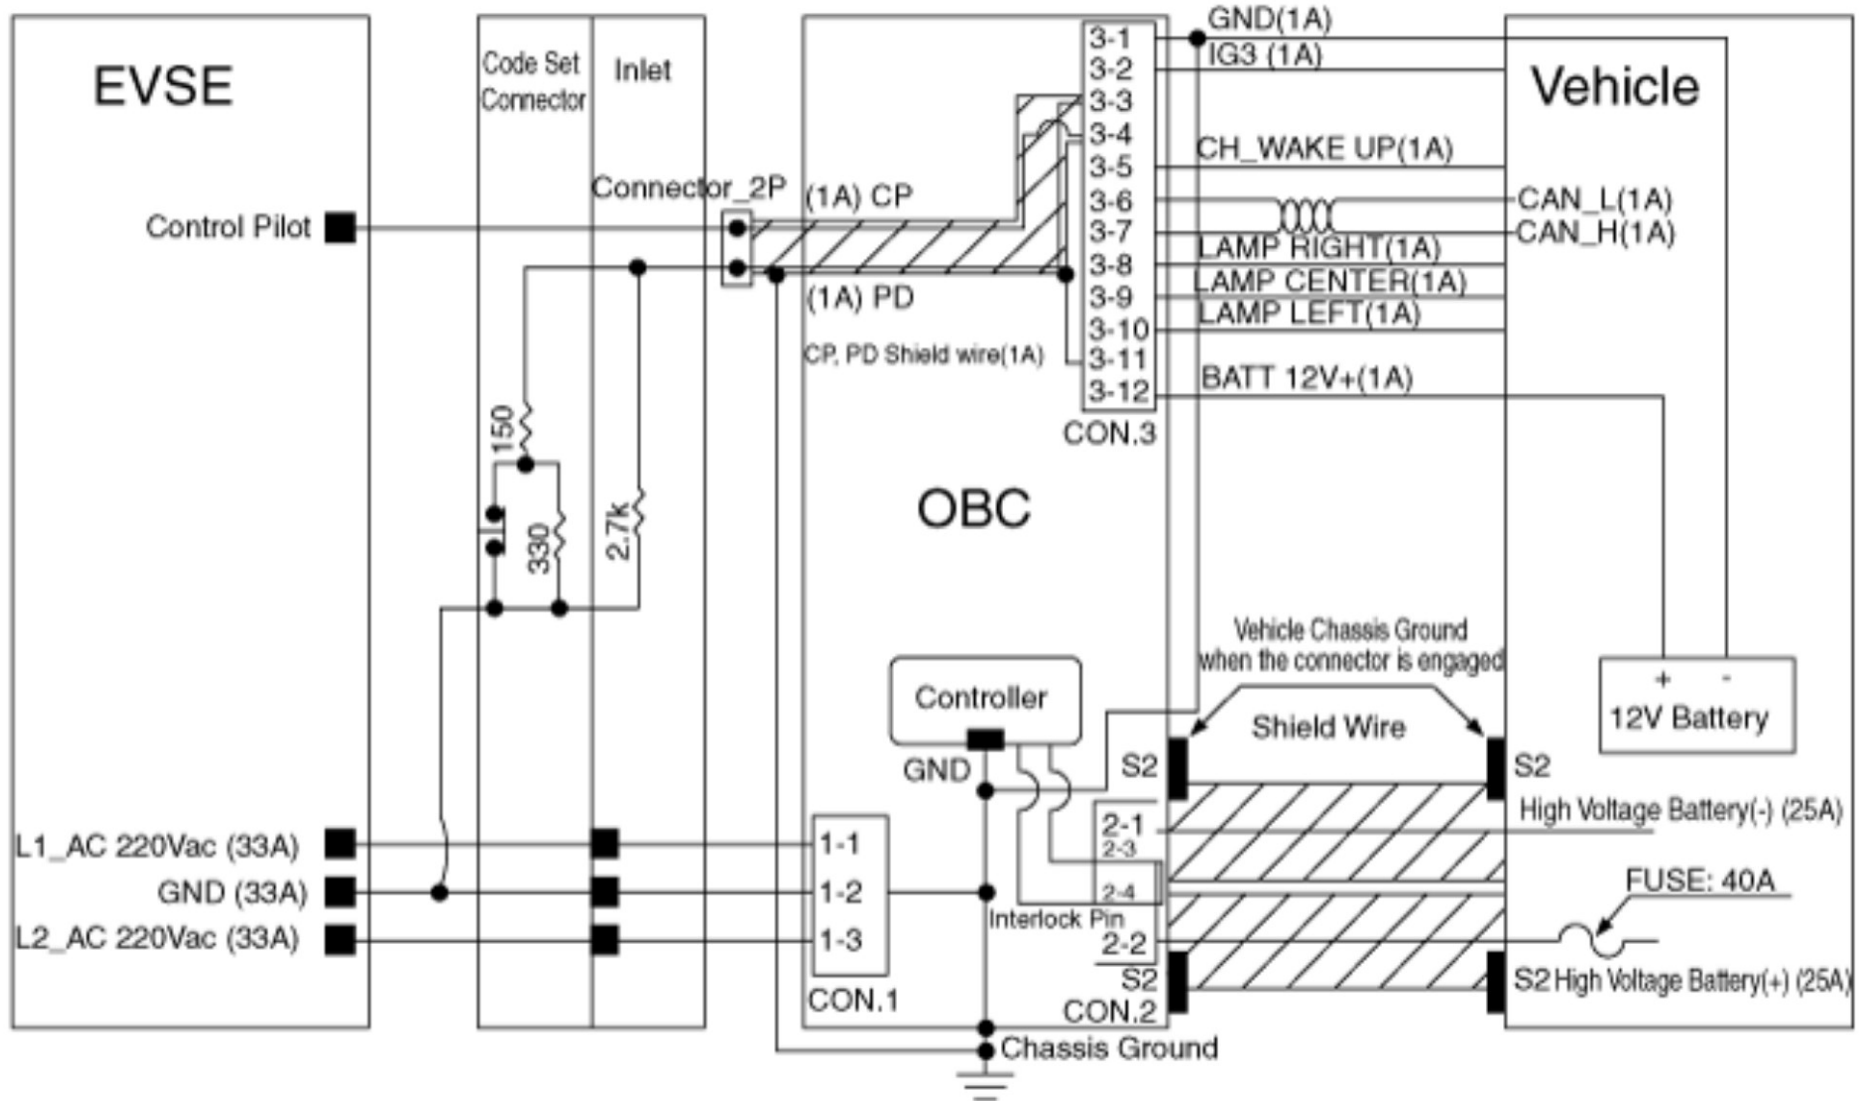 EVSE
Control Pilot
L1_AC 220Vac (33A)
GND (33A)
L2_AC 220Vac (33A)
Code Set
Connector
Inlet
150
330
2.7k
Connector_2P
(1A) CP
(1A) PD
CP, PD Shield wire(1A)
3-1
3-2
3-3
3-4
3-5
3-6
3-7
3-8
3-9
3-10
3-11
3-12
CON.3
OBC
Controller
GND
1-1
1-2
1-3
CON.1
S2
2-1
2-3
2-4
Interlock Pin
2-2
S2
CON.2
Chassis Ground
GND(1A)
IG3 (1A)
CH_WAKE UP(1A)
LAMP RIGHT(1A)
LAMP CENTER(1A)
LAMP LEFT(1A)
BATT 12V+(1A)
Vehicle Chassis Ground
when the connector is engaged
Shield Wire
Vehicle
CAN_L(1A)
CAN_H(1A)
+ -
12V Battery
S2
High Voltage Battery(-) (25A)
FUSE: 40A
S2 High Voltage Battery(+) (25A)